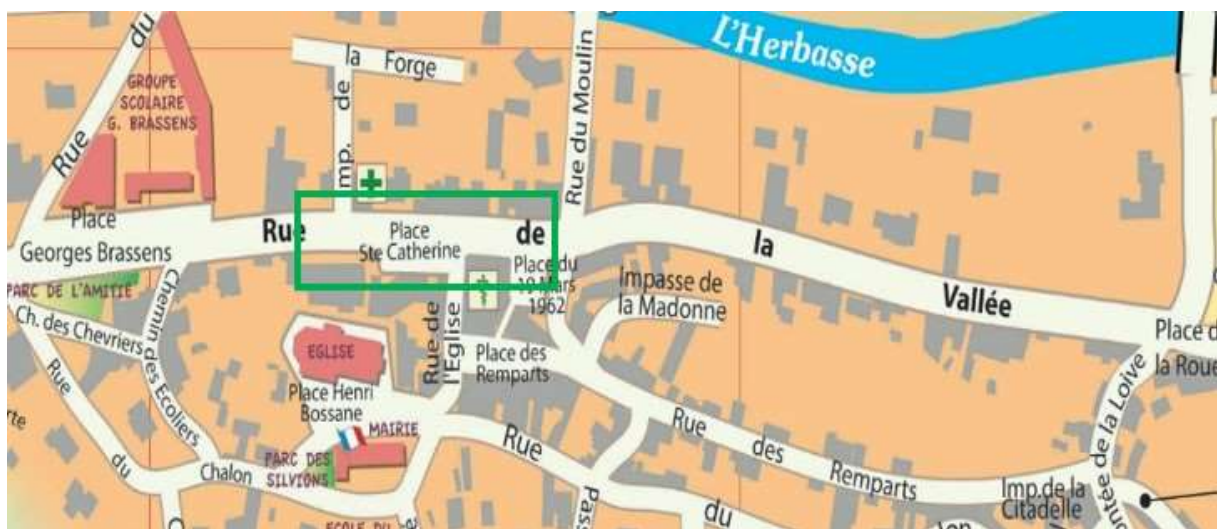 Rue du
GROUPE
SCOLAIRE
G. BRASSENS
imp. de
la Forge
Rue du Moulin
L'Herbasse
Place
Georges Brassens
Rue de la Vallée
Place
Ste Catherine
Place du
19 Mars
1962
Impasse de
la Madonne
PARC DE L'AMITIE
Ch. des Chevriers
Chemin des Ecoliers
EGLISE
Rue de
l'Eglise
Place des
Remparts
Place Henri
Bossane
MAIRIE
PARC DES
SILVIONS
Rue
du
Chalon
Rue
du
Rue des Remparts
Imp. de la
Citadelle
de la Loive
la Roue
ECOLE DU